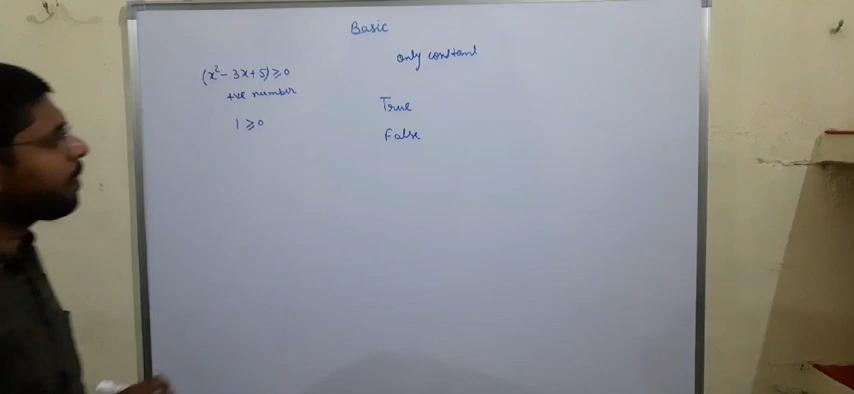 Basic
only constant
(x² - 3x + 5) ≥ 0
+ve number
True
1 ≥ 0
False